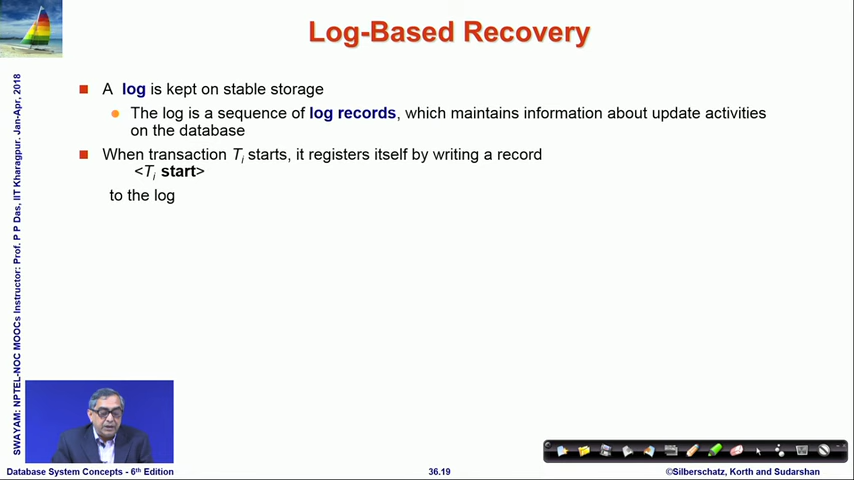 Log-Based Recovery
A log is kept on stable storage
The log is a sequence of log records, which maintains information about update activities
on the database
When transaction Ti starts, it registers itself by writing a record
<Ti start>
to the log
SWAYAM: NPTEL-NOC MOOCs Instructor: Prof. P P Das, IIT Kharagpur. Jan-Apr, 2018
Database System Concepts - 6th Edition
36.19
©Silberschatz, Korth and Sudarshan